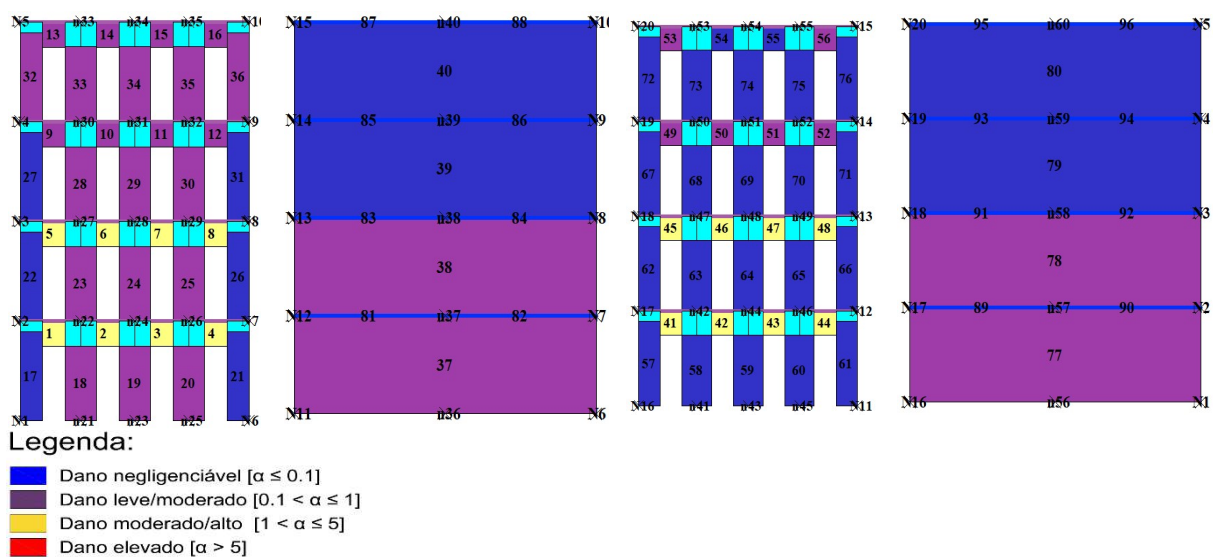 N5 n33 n34 n35 N10
13 14 15 16
32 33 34 35 36
N4 n30 n31 n32 N9
9 10 11 12
27 28 29 30 31
N3 n27 n28 n29 N8
5 6 7 8
22 23 24 25 26
N2 n22 n24 n26 N7
1 2 3 4
17 18 19 20 21
N1 n21 n23 n25 N6
N15 87 n40 88 N10
40
N14 85 n39 86 N9
39
N13 83 n38 84 N8
38
N12 81 n37 82 N7
37
N11 n36 N6
N20 n53 n54 n55 N15
53 54 55 56
72 73 74 75 76
N19 n50 n51 n52 N14
49 50 51 52
67 68 69 70 71
N18 n47 n48 n49 N13
45 46 47 48
62 63 64 65 66
N17 n42 n44 n46 N12
41 42 43 44
57 58 59 60 61
N16 n41 n43 n45 N11
N20 95 n60 96 N5
80
N19 93 n59 94 N4
79
N18 91 n58 92 N3
78
N17 89 n57 90 N2
77
N16 n56 N1
Legenda:
Dano negligenciável [α ≤ 0.1]
Dano leve/moderado [0.1 < α ≤ 1]
Dano moderado/alto [1 < α ≤ 5]
Dano elevado [α > 5]